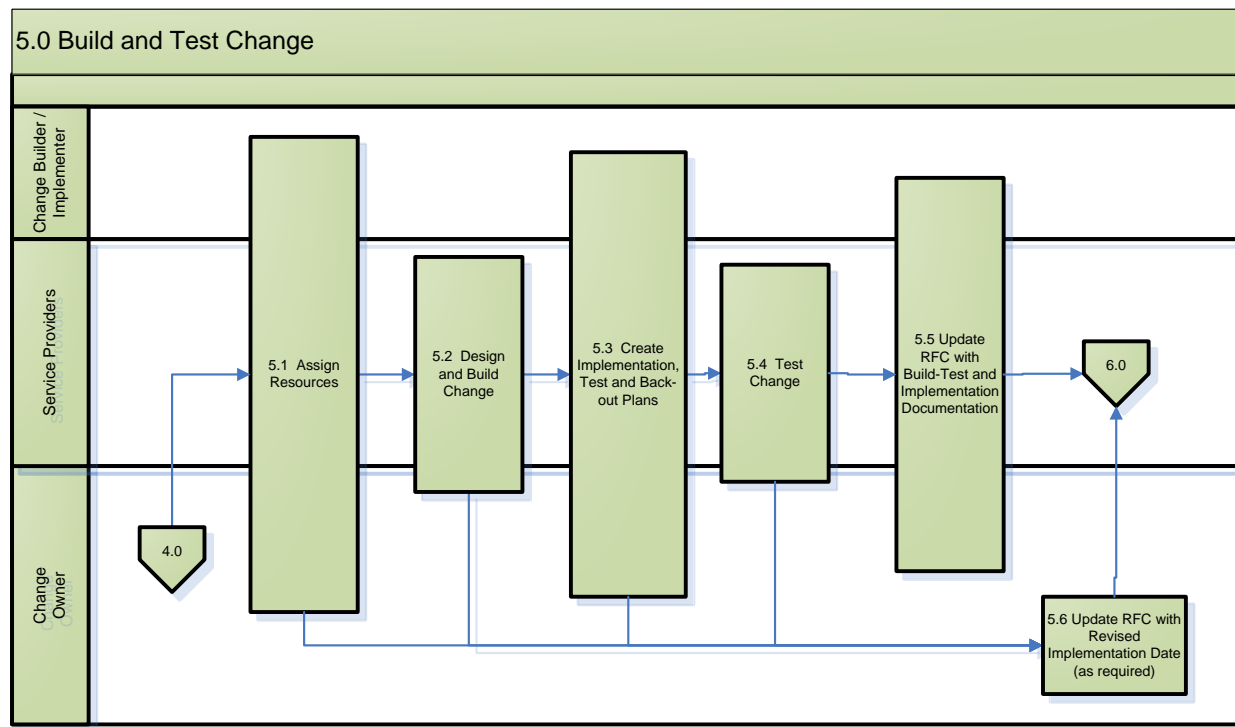 5.0 Build and Test Change
Change Builder /
Implementer
Service Providers
Change
Owner
4.0
5.1 Assign
Resources
5.2 Design
and Build
Change
5.3 Create
Implementation,
Test and Back-
out Plans
5.4 Test
Change
5.5 Update
RFC with
Build-Test and
Implementation
Documentation
6.0
5.6 Update RFC with
Revised
Implementation Date
(as required)